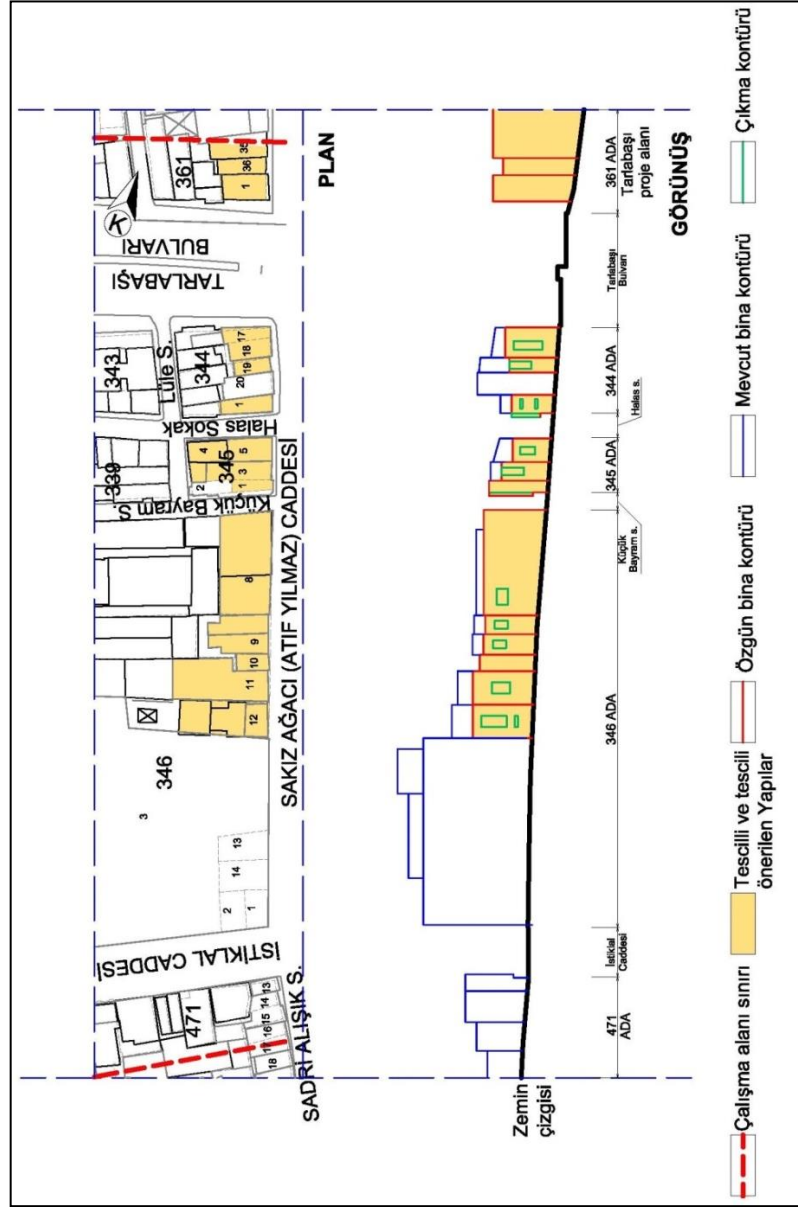 PLAN
SADRİ ALIŞIK S.
471
18
17
16
15
14
13
İSTİKLAL CADDESİ
346
3
2
1
14
13
12
11
10
9
8
SAKIZ AĞACI (ATIF YILMAZ) CADDESİ
Küçük Bayram S.
339
345
2
1
3
4
5
Halas Sokak
343
Lüle S.
344
1
20
19
18
17
TARLABAŞI
BULVARI
K
361
1
36
35
GÖRÜNÜŞ
Zemin
çizgisi
471
ADA
İstiklal
Caddesi
346 ADA
Küçük
Bayram s.
345 ADA
Halas s.
344 ADA
Tarlabaşı
Bulvarı
361 ADA
Tarlabaşı
proje alanı
Çalışma alanı sınırı
Tescilli ve tescili
önerilen Yapılar
Özgün bina kontürü
Mevcut bina kontürü
Çıkma kontürü